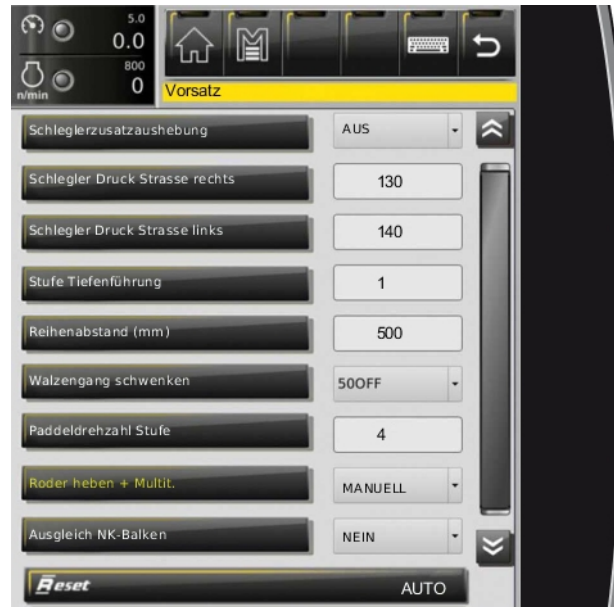 5.0
0.0
800
n/min 0
Vorsatz
Schleglerzusatzaushebung AUS
Schlegler Druck Strasse rechts 130
Schlegler Druck Strasse links 140
Stufe Tiefenführung 1
Reihenabstand (mm) 500
Walzengang schwenken 50OFF
Paddeldrehzahl Stufe 4
Roder heben + Multit. MANUELL
Ausgleich NK-Balken NEIN
Reset AUTO